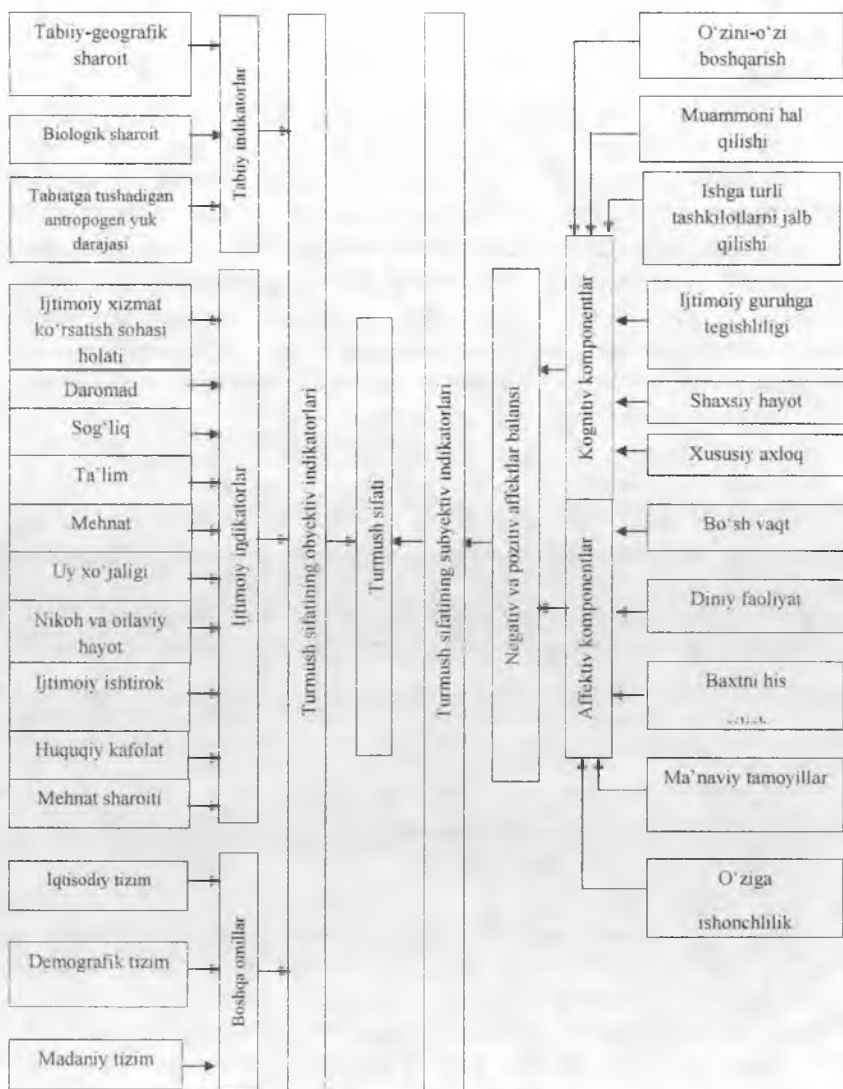 Tabiiy-geografik
sharoit
Biologik sharoit
Tabiatga tushadigan
antropogen yuk
darajasi
Tabiiy indikatorlar
Ijtimoiy xizmat
ko‘rsatish sohasi
holati
Daromad
Sog‘liq
Ta’lim
Mehnat
Uy xo‘jaligi
Nikoh va oilaviy
hayot
Ijtimoiy ishtirok
Huquqiy kafolat
Mehnat sharoiti
Ijtimoiy indikatorlar
Iqtisodiy tizim
Demografik tizim
Madaniy tizim
Boshqa omillar
Turmush sifatining obyektiv indikatorlari
Turmush sifati
Turmush sifatining subyektiv indikatorlari
Negativ va pozitiv affektlar balansi
Kognitiv komponentlar
Affektiv komponentlar
O‘zini-o‘zi
boshqarish
Muammoni hal
qilishi
Ishga turli
tashkilotlarni jalb
qilishi
Ijtimoiy guruhga
tegishliligi
Shaxsiy hayot
Xususiy axloq
Bo‘sh vaqt
Diniy faoliyat
Baxtni his
Ma’naviy tamoyillar
O‘ziga
ishonchlilik